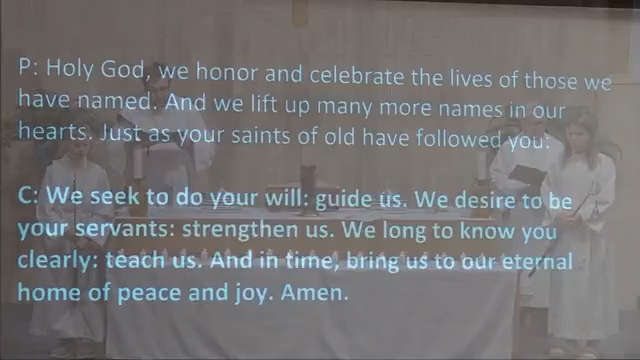 P: Holy God, we honor and celebrate the lives of those we
have named. And we lift up many more names in our
hearts. Just as your saints of old have followed you:
C: We seek to do your will: guide us. We desire to be
your servants: strengthen us. We long to know you
clearly: teach us. And in time, bring us to our eternal
home of peace and joy. Amen.